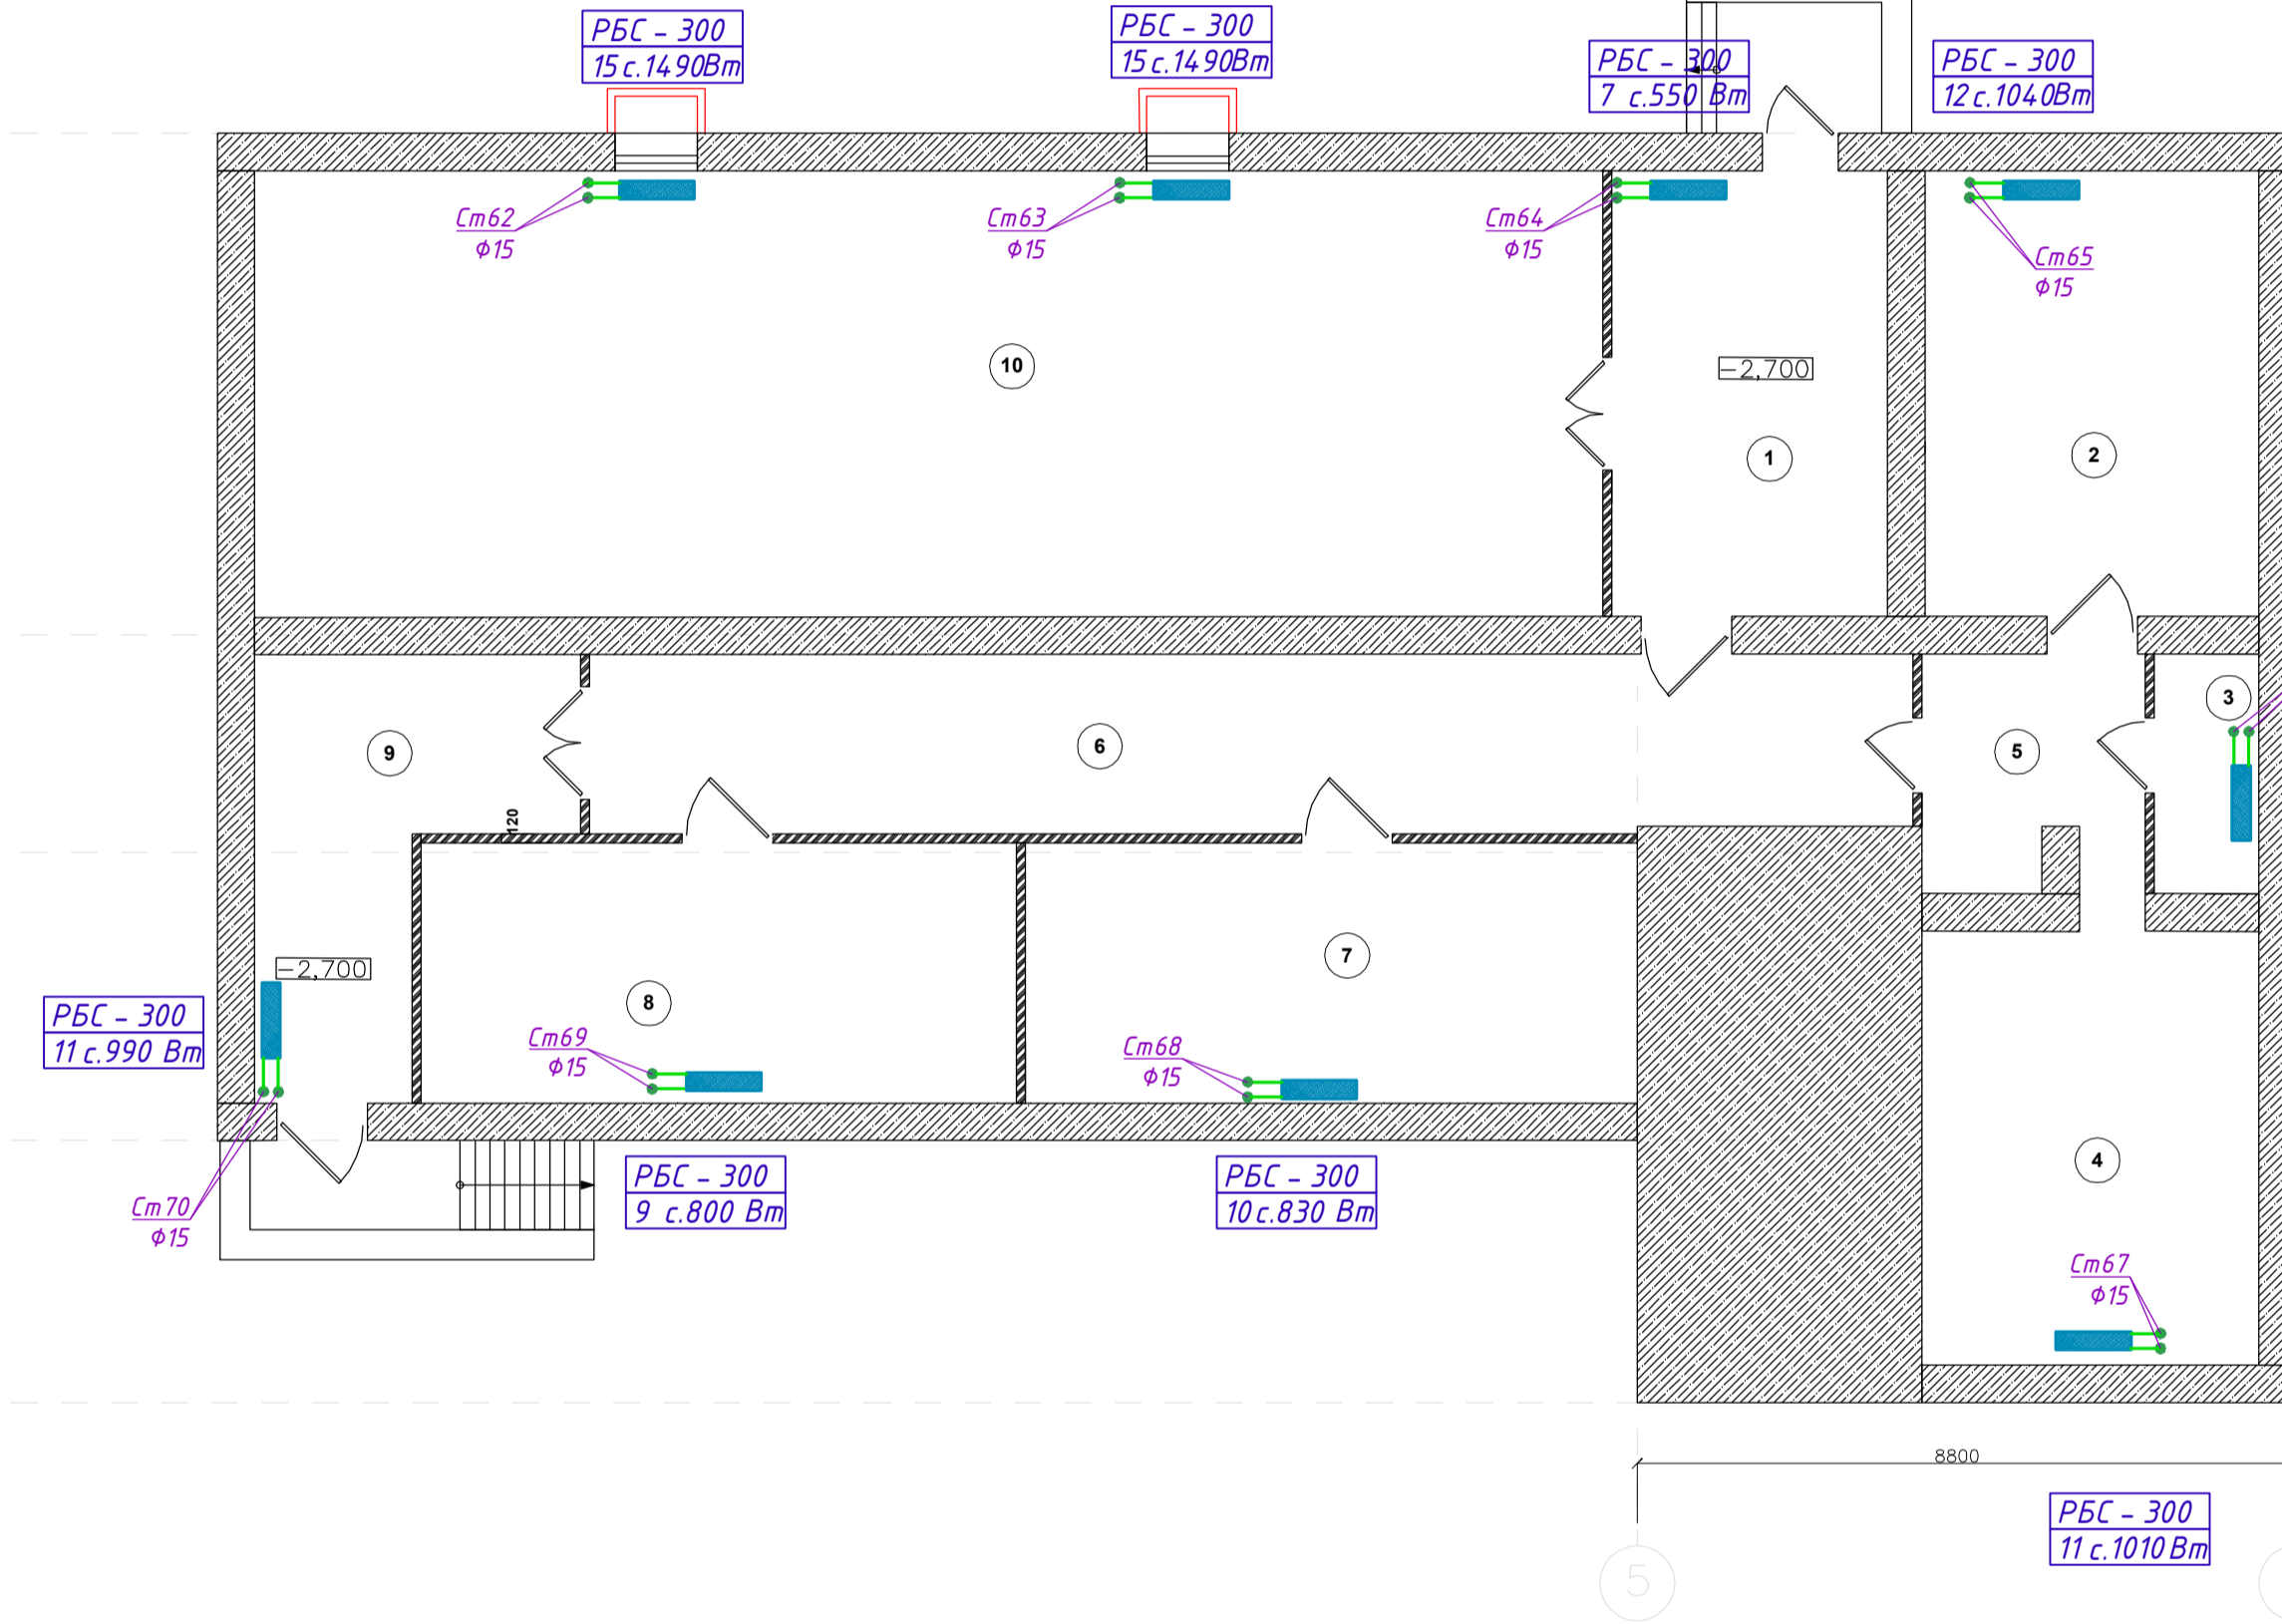 РБС - 300
15 с.1490Вт
РБС - 300
15 с.1490Вт
РБС - 300
7 с.550 Вт
РБС - 300
12 с.1040Вт
Ст62
ф15
Ст63
ф15
Ст64
ф15
Ст65
ф15
10
-2,700
1
2
3
9
6
5
120
-2,700
8
7
РБС - 300
11 с.990 Вт
Ст69
ф15
Ст68
ф15
4
Ст70
ф15
РБС - 300
9 с.800 Вт
РБС - 300
10 с.830 Вт
Ст67
ф15
8800
РБС - 300
11 с.1010 Вт
5